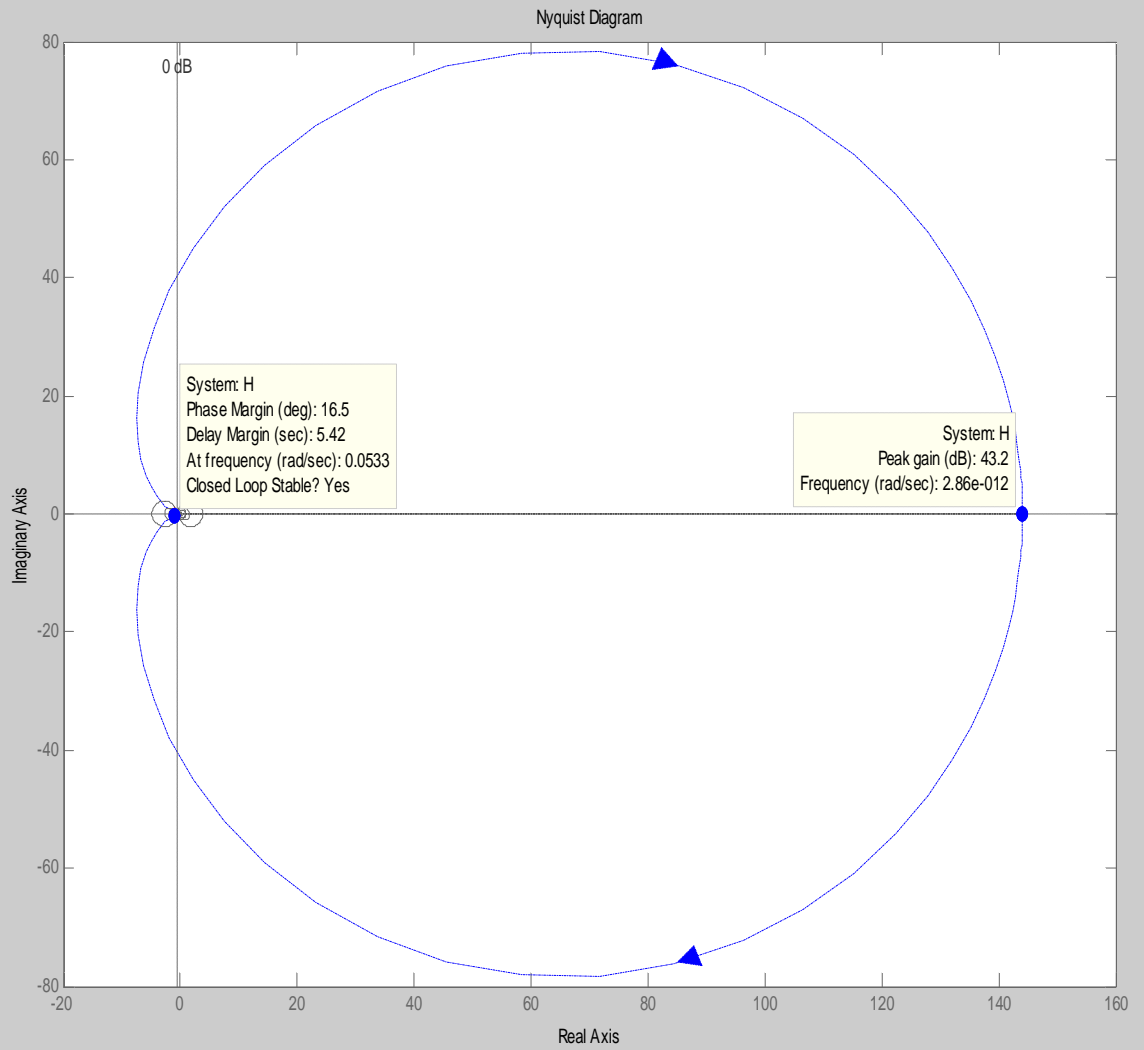 Nyquist Diagram
80
60
40
20
0
-20
-40
-60
-80
Imaginary Axis
0 dB
System: H
Phase Margin (deg): 16.5
Delay Margin (sec): 5.42
At frequency (rad/sec): 0.0533
Closed Loop Stable? Yes
System: H
Peak gain (dB): 43.2
Frequency (rad/sec): 2.86e-012
-20 0 20 40 60 80 100 120 140 160
Real Axis